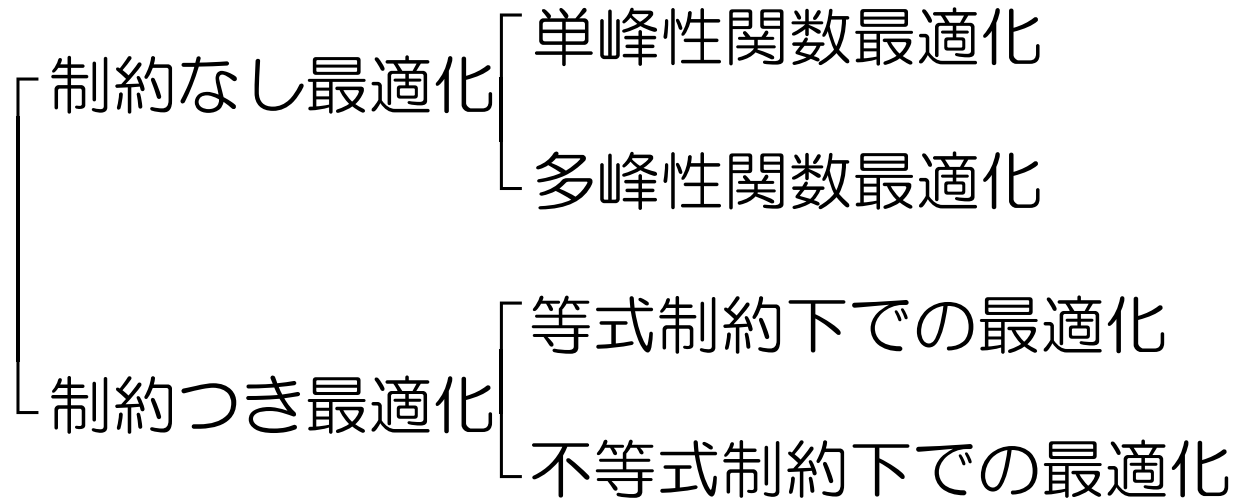 制約なし最適化
単峰性関数最適化
多峰性関数最適化
制約つき最適化
等式制約下での最適化
不等式制約下での最適化